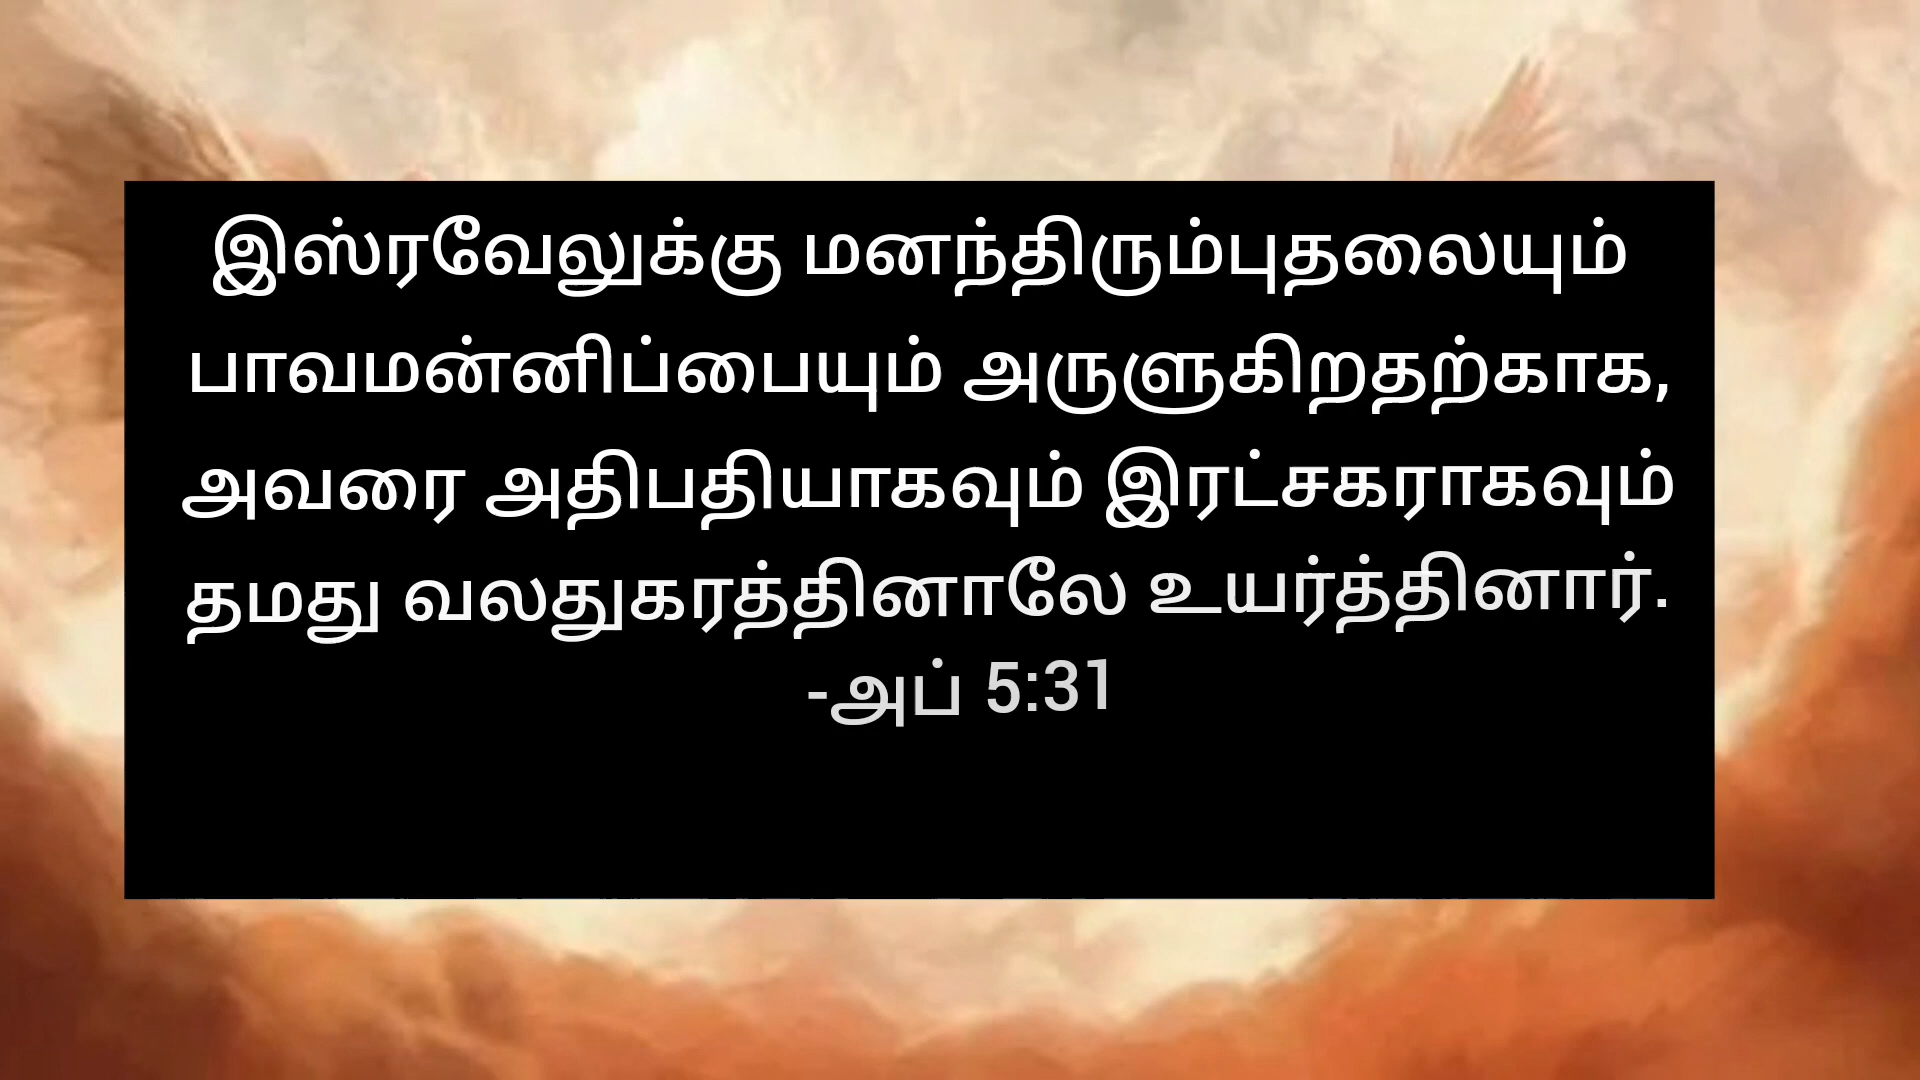 இஸ்ரவேலுக்கு மனந்திரும்புதலையும்
பாவமன்னிப்பையும் அருளுகிறதற்காக,
அவரை அதிபதியாகவும் இரட்சகராகவும்
தமது வலதுகரத்தினாலே உயர்த்தினார்.
-அப் 5:31